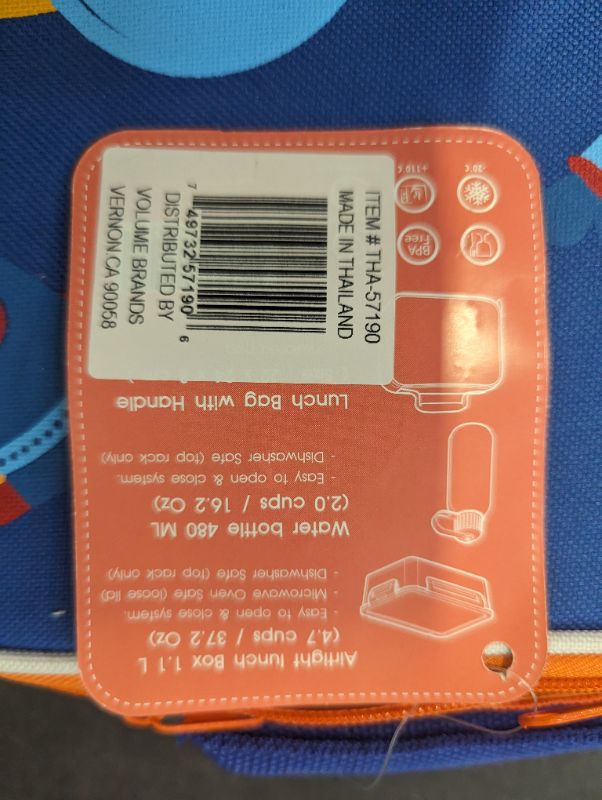 Airtight lunch Box 1.1 L
(4.7 cups / 37.2 Oz)
- Easy to open & close system.
- Microwave Oven Safe (loose lid)
- Dishwasher Safe (top rack only)
Water bottle 480 ML
(2.0 cups / 16.2 Oz)
- Easy to open & close system.
- Dishwasher Safe (top rack only)
Lunch Bag with Handle
BPA
Free
-20°C
+110°C
ITEM # THA-57190
MADE IN THAILAND
7 49732 57190 6
DISTRIBUTED BY
VOLUME BRANDS
VERNON CA 90058